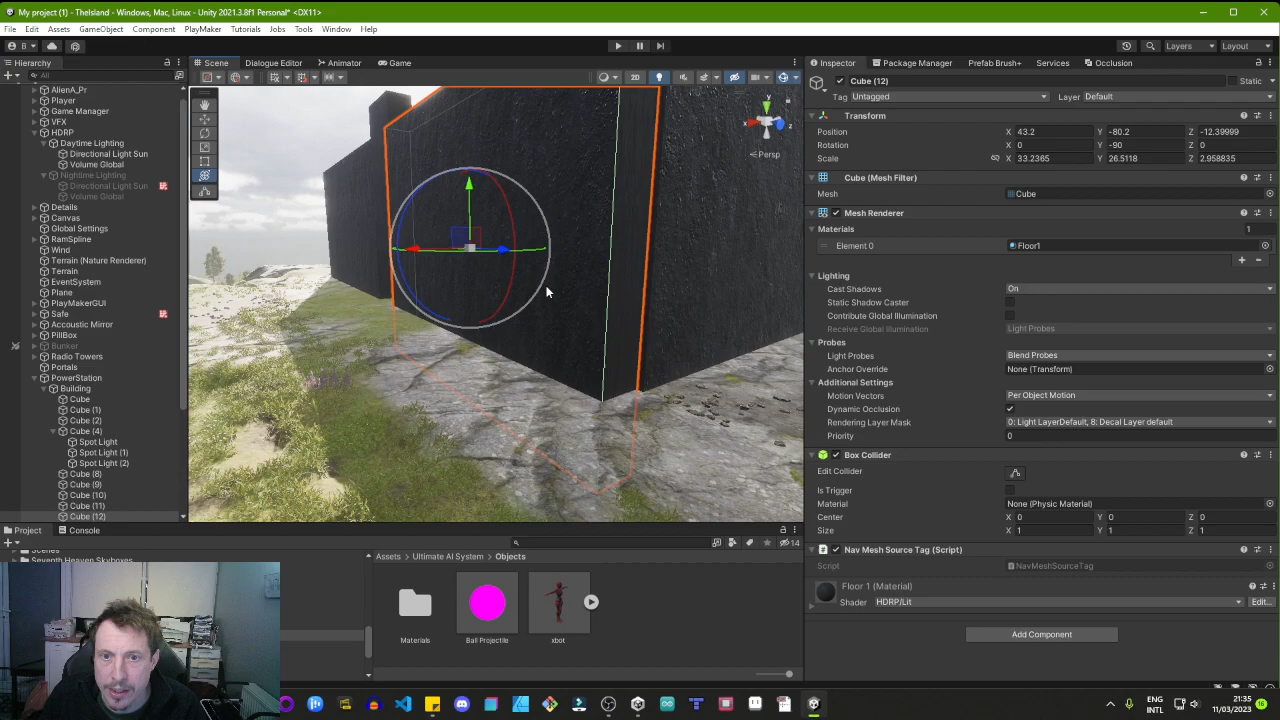 My project (1) - TheIsland - Windows, Mac, Linux - Unity 2021.3.8f1 Personal* <DX11>
File Edit Assets GameObject Component PlayMaker Tutorials Jobs Tools Window Help
B
Layers Layout
Hierarchy
Scene Dialogue Editor Animator Game
Inspector Package Manager Prefab Brush+ Services Occlusion
All
2D
AlienA_Pr
Player
Game Manager
VFX
HDRP
Daytime Lighting
Directional Light Sun
Volume Global
Nighttime Lighting
Directional Light Sun
Volume Global
Details
Canvas
Global Settings
RamSpline
Wind
Terrain (Nature Renderer)
Terrain
EventSystem
Plane
PlayMakerGUI
Safe
Accoustic Mirror
PillBox
Bunker
Radio Towers
Portals
PowerStation
Building
Cube
Cube (1)
Cube (2)
Cube (4)
Spot Light
Spot Light (1)
Spot Light (2)
Cube (8)
Cube (9)
Cube (10)
Cube (11)
Cube (12)
y
x
z
Persp
Cube (12) Static
Tag Untagged Layer Default
Transform
Position X 43.2 Y -80.2 Z -12.39999
Rotation X 0 Y -90 Z 0
Scale X 33.2365 Y 26.5118 Z 2.958835
Cube (Mesh Filter)
Mesh Cube
Mesh Renderer
Materials 1
Element 0 Floor1
Lighting
Cast Shadows On
Static Shadow Caster
Contribute Global Illumination
Receive Global Illumination Light Probes
Probes
Light Probes Blend Probes
Anchor Override None (Transform)
Additional Settings
Motion Vectors Per Object Motion
Dynamic Occlusion
Rendering Layer Mask 0: Light LayerDefault, 8: Decal Layer default
Priority 0
Box Collider
Edit Collider
Is Trigger
Material None (Physic Material)
Center X 0 Y 0 Z 0
Size X 1 Y 1 Z 1
Nav Mesh Source Tag (Script)
Script NavMeshSourceTag
Floor 1 (Material)
Shader HDRP/Lit Edit...
Add Component
Project Console
14
Scenes
Seventh Heaven Skyboxes
Assets > Ultimate AI System > Objects
Materials
Ball Projectile
xbot
ENG
INTL
21:35
11/03/2023